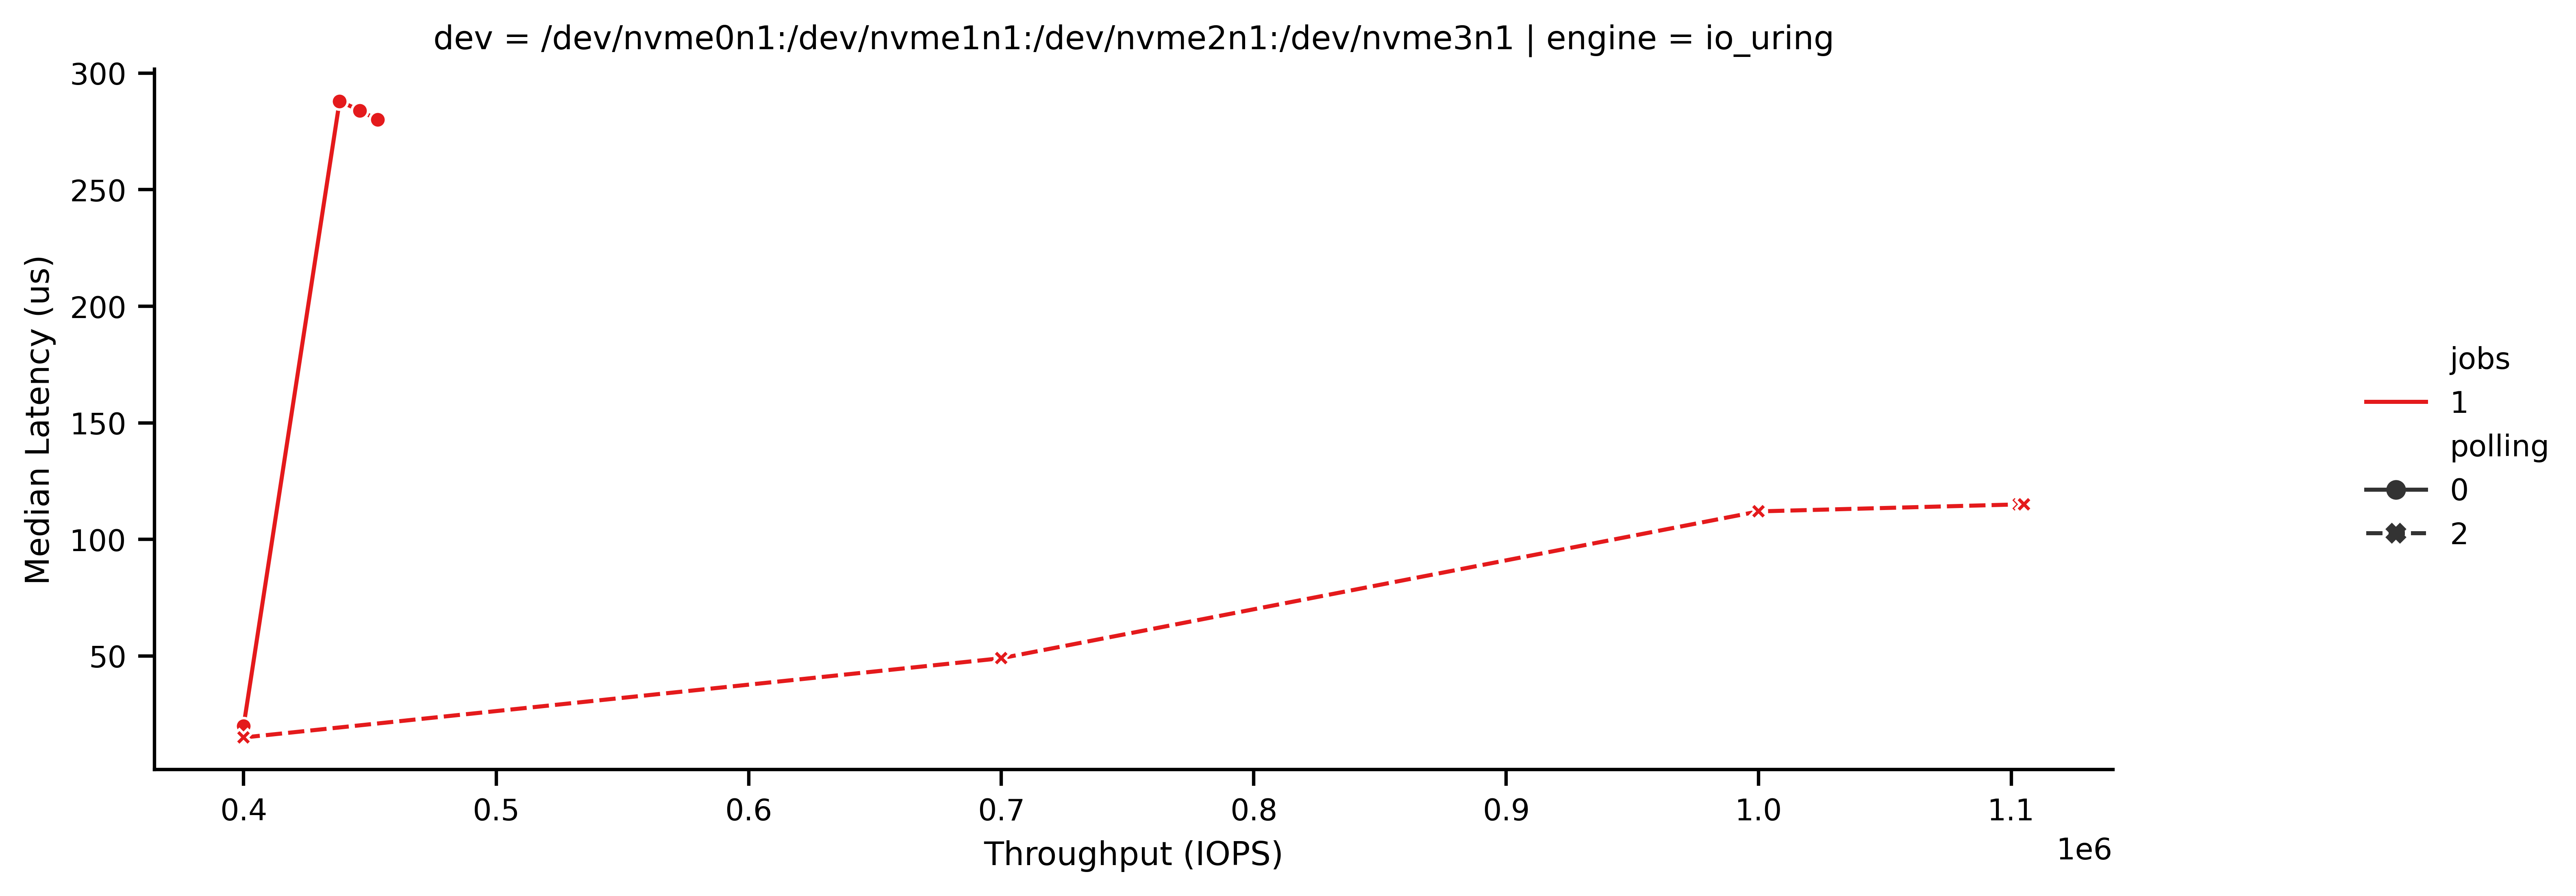 dev = /dev/nvme0n1:/dev/nvme1n1:/dev/nvme2n1:/dev/nvme3n1 | engine = io_uring
300
250
200
150
100
50
Median Latency (us)
0.4 0.5 0.6 0.7 0.8 0.9 1.0 1.1
1e6
Throughput (IOPS)
jobs
1
polling
0
2